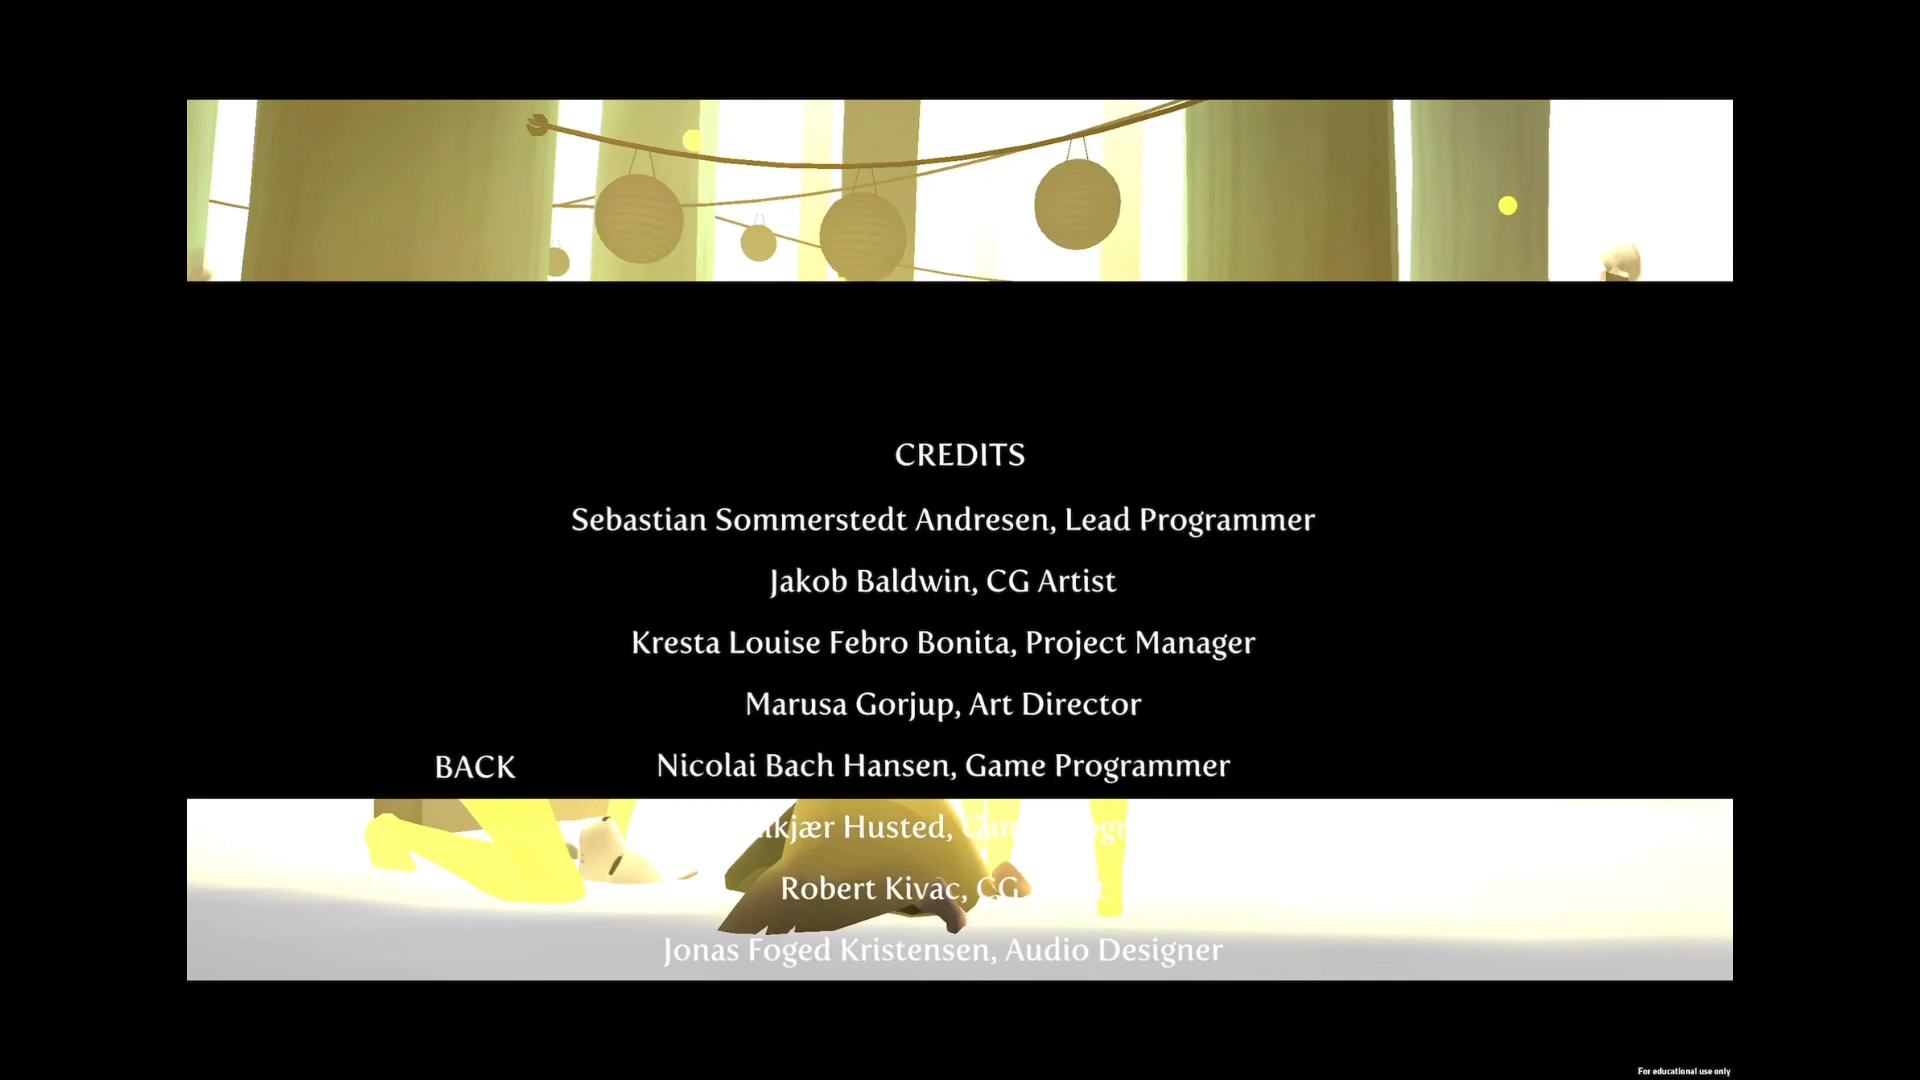 CREDITS
Sebastian Sommerstedt Andresen, Lead Programmer
Jakob Baldwin, CG Artist
Kresta Louise Febro Bonita, Project Manager
Marusa Gorjup, Art Director
BACK
Nicolai Bach Hansen, Game Programmer
Husted,
Robert Kivac, CG
Jonas Foged Kristensen, Audio Designer
For educational use only